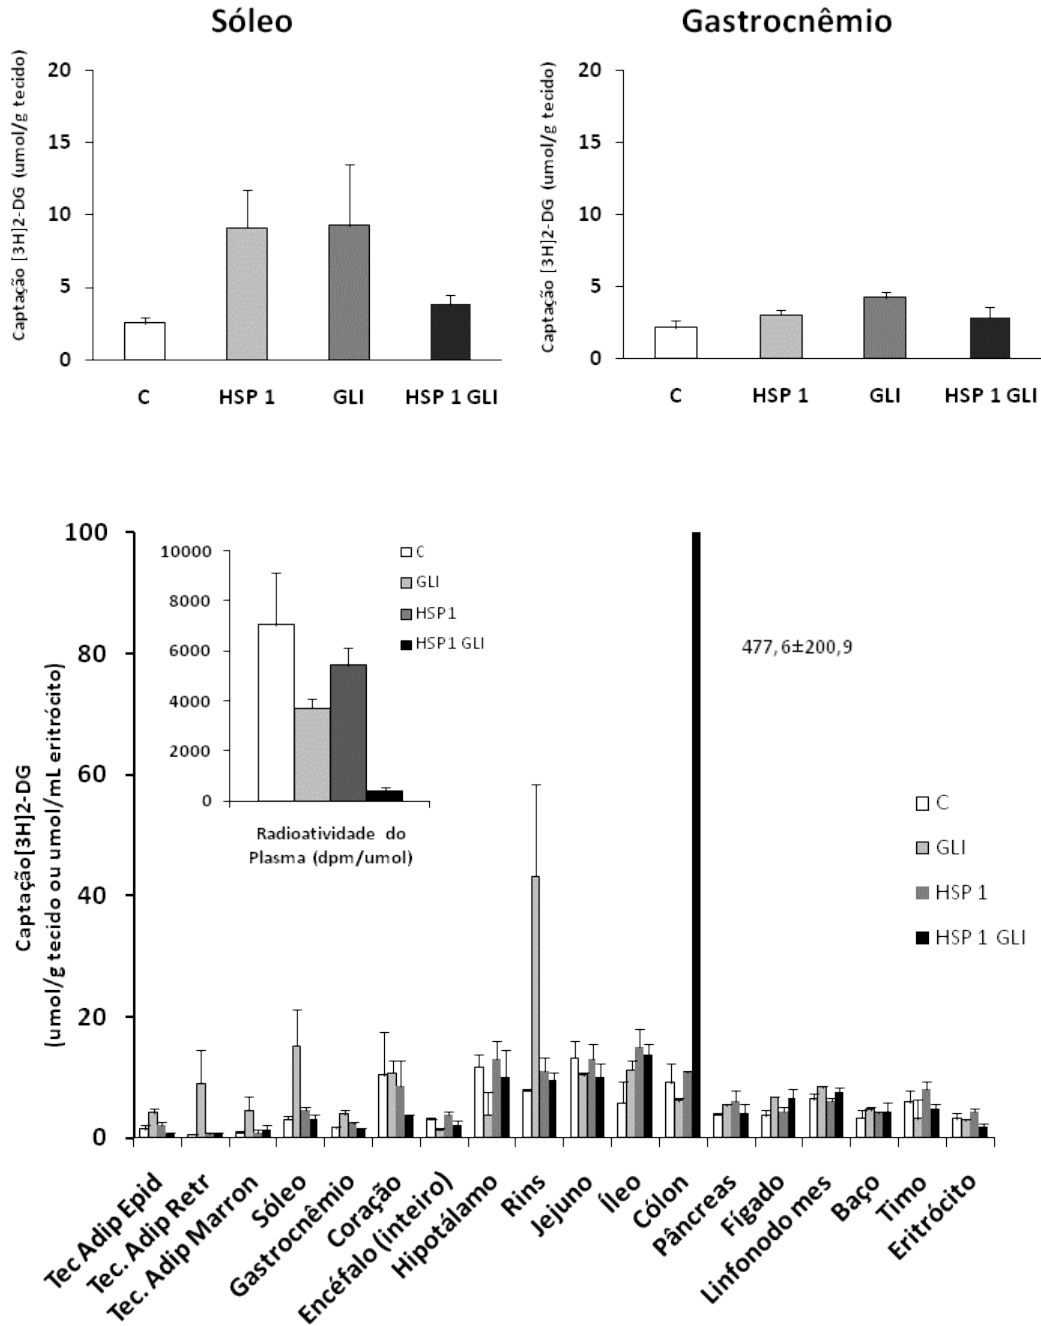 Sóleo
Captação [3H]2-DG (umol/g tecido)
20
15
10
5
0
C HSP 1 GLI HSP 1 GLI
Gastrocnêmio
Captação [3H]2-DG (umol/g tecido)
20
15
10
5
0
C HSP 1 GLI HSP 1 GLI
Captação[3H]2-DG
(umol/g tecido ou umol/mL eritrócito)
100
80
60
40
20
0
10000
8000
6000
4000
2000
0
C
GLI
HSP1
HSP1 GLI
Radioatividade do
Plasma (dpm/umol)
477,6±200,9
C
GLI
HSP 1
HSP 1 GLI
Tec Adip Epid
Tec. Adip Retr
Tec. Adip Marron
Sóleo
Gastrocnêmio
Coração
Encéfalo (inteiro)
Hipotálamo
Rins
Jejuno
Íleo
Cólon
Pâncreas
Fígado
Linfonodo mes
Baço
Timo
Eritrócito